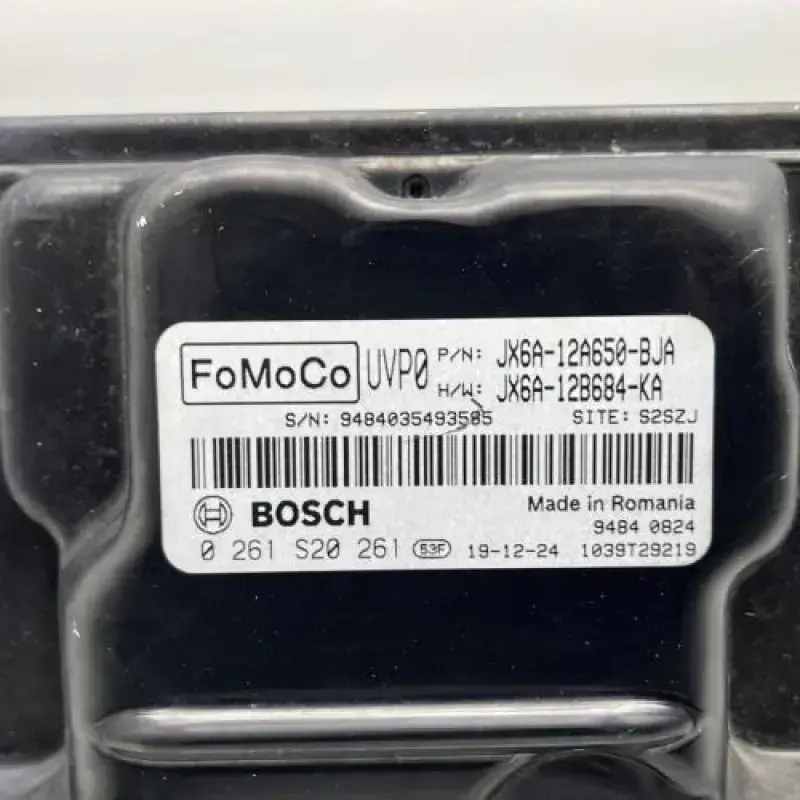 FoMoCo UVP0 P/N: JX6A-12A650-BJA
H/W: JX6A-12B684-KA
S/N: 9484035493585 SITE: S2SZJ
BOSCH Made in Romania
9484 0824
0 261 S20 261 53F 19-12-24 1039T29219